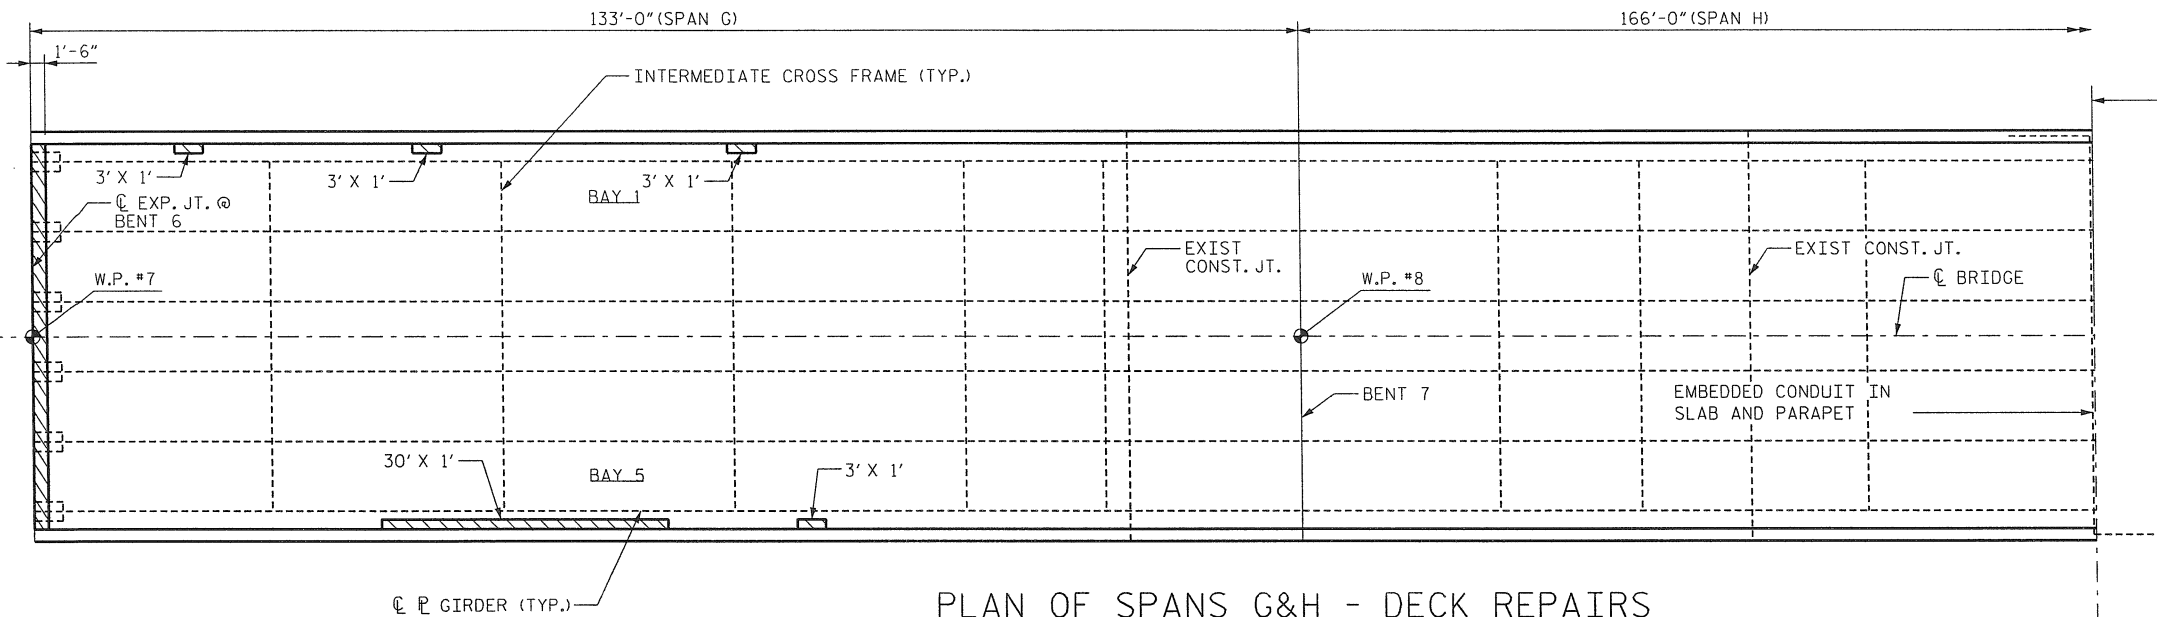 133'-0" (SPAN G)
166'-0" (SPAN H)
1'-6"
INTERMEDIATE CROSS FRAME (TYP.)
3' X 1'
3' X 1'
3' X 1'
BAY 1
℄ EXP. JT. @
BENT 6
EXIST
CONST. JT.
EXIST CONST. JT.
W.P. #7
W.P. #8
℄ BRIDGE
BENT 7
EMBEDDED CONDUIT IN
SLAB AND PARAPET
30' X 1'
BAY 5
3' X 1'
℄ PL GIRDER (TYP.)
PLAN OF SPANS G&H - DECK REPAIRS